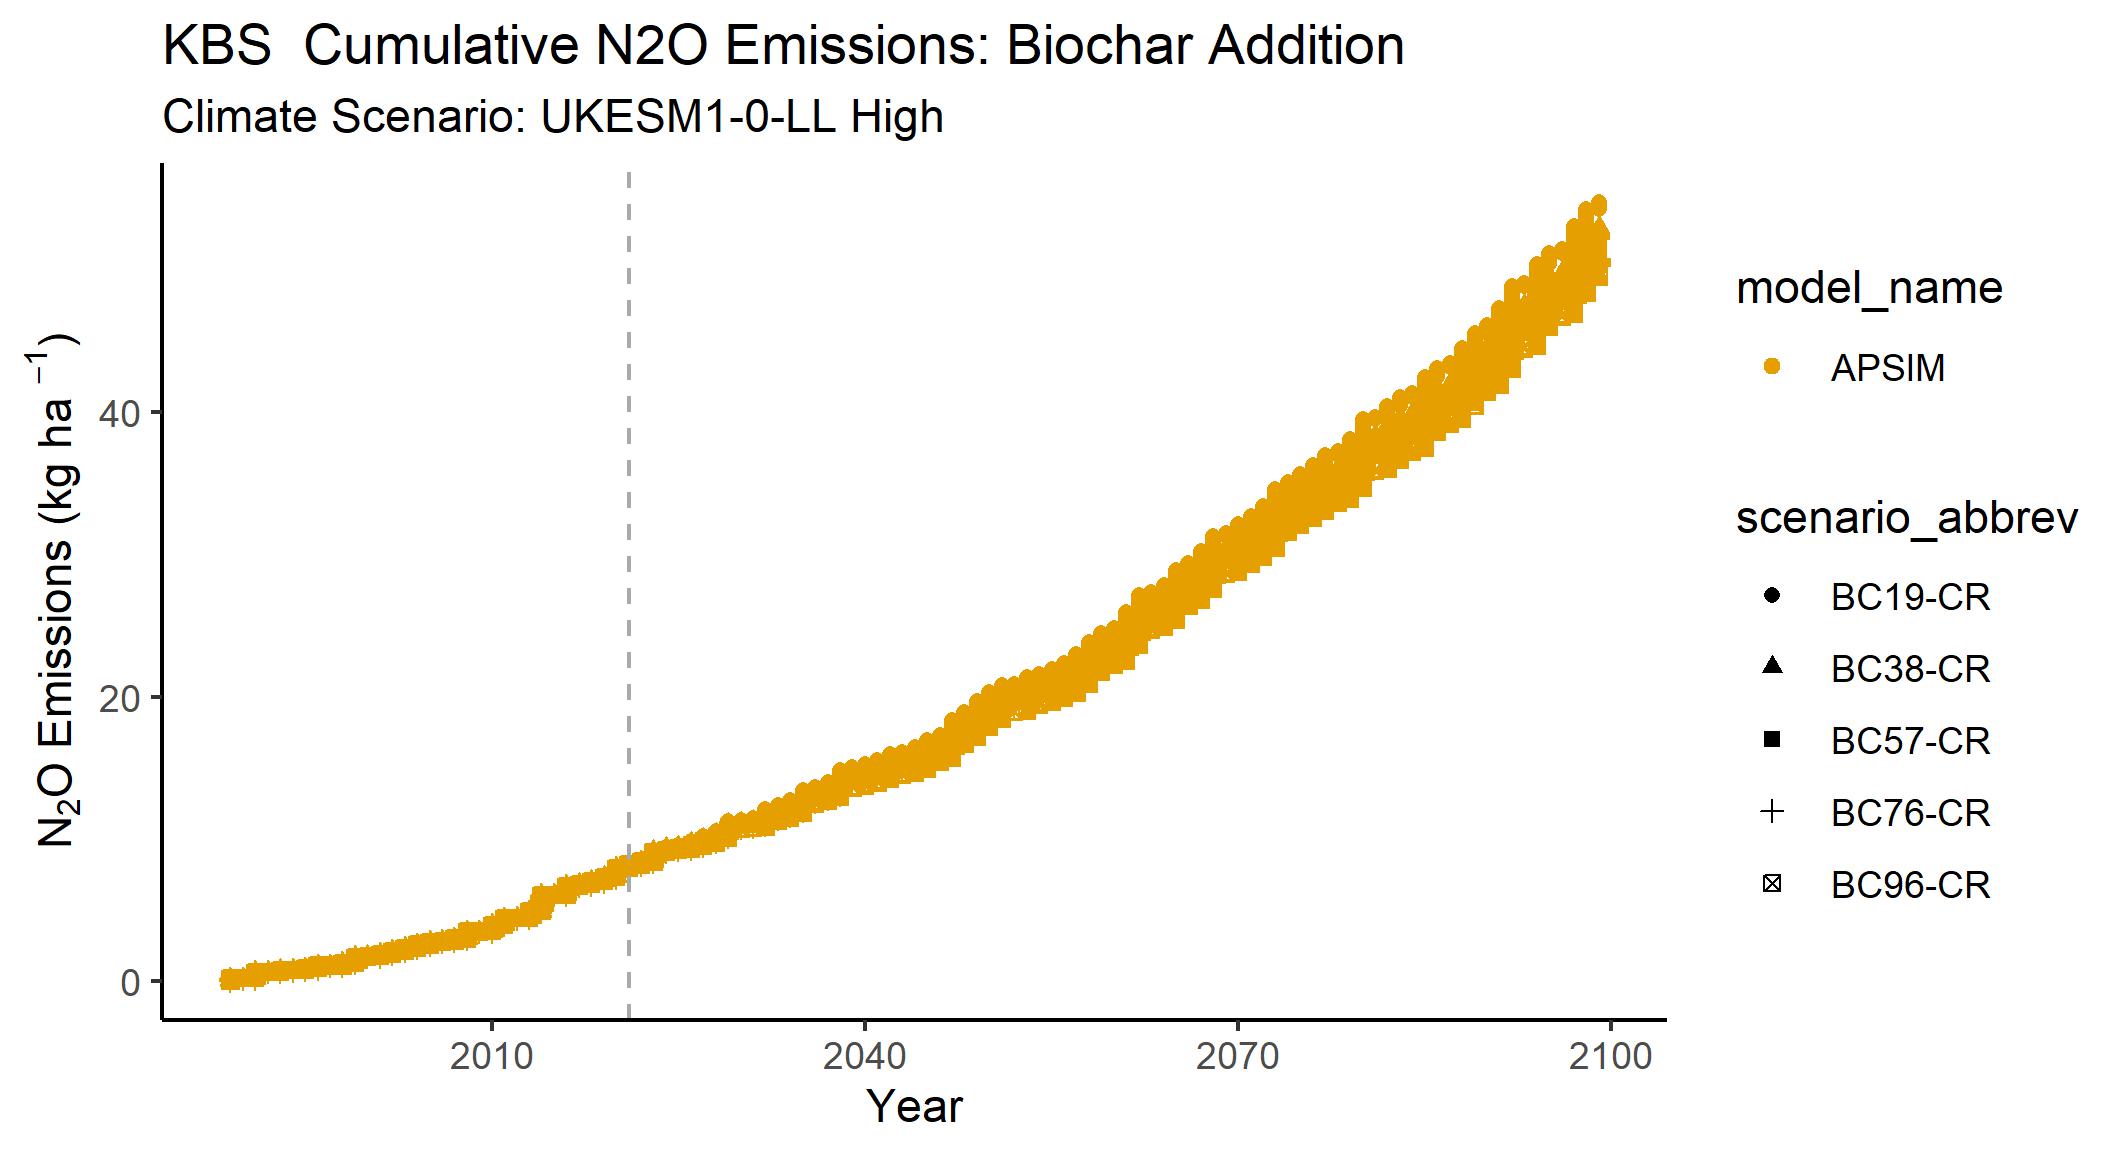 KBS  Cumulative N2O Emissions: Biochar Addition
Climate Scenario: UKESM1-0-LL High
N₂O Emissions (kg ha ⁻¹)
40
20
0
2010
2040
2070
2100
Year
model_name
APSIM
scenario_abbrev
BC19-CR
BC38-CR
BC57-CR
BC76-CR
BC96-CR